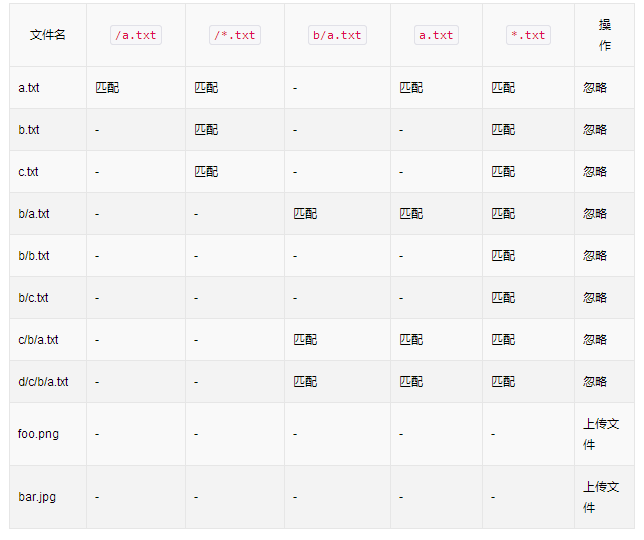 文件名 /a.txt /*.txt b/a.txt a.txt *.txt 操作
a.txt 匹配 匹配 - 匹配 匹配 忽略
b.txt - 匹配 - - 匹配 忽略
c.txt - 匹配 - - 匹配 忽略
b/a.txt - - 匹配 匹配 匹配 忽略
b/b.txt - - - - 匹配 忽略
b/c.txt - - - - 匹配 忽略
c/b/a.txt - - 匹配 匹配 匹配 忽略
d/c/b/a.txt - - 匹配 匹配 匹配 忽略
foo.png - - - - - 上传文件
bar.jpg - - - - - 上传文件